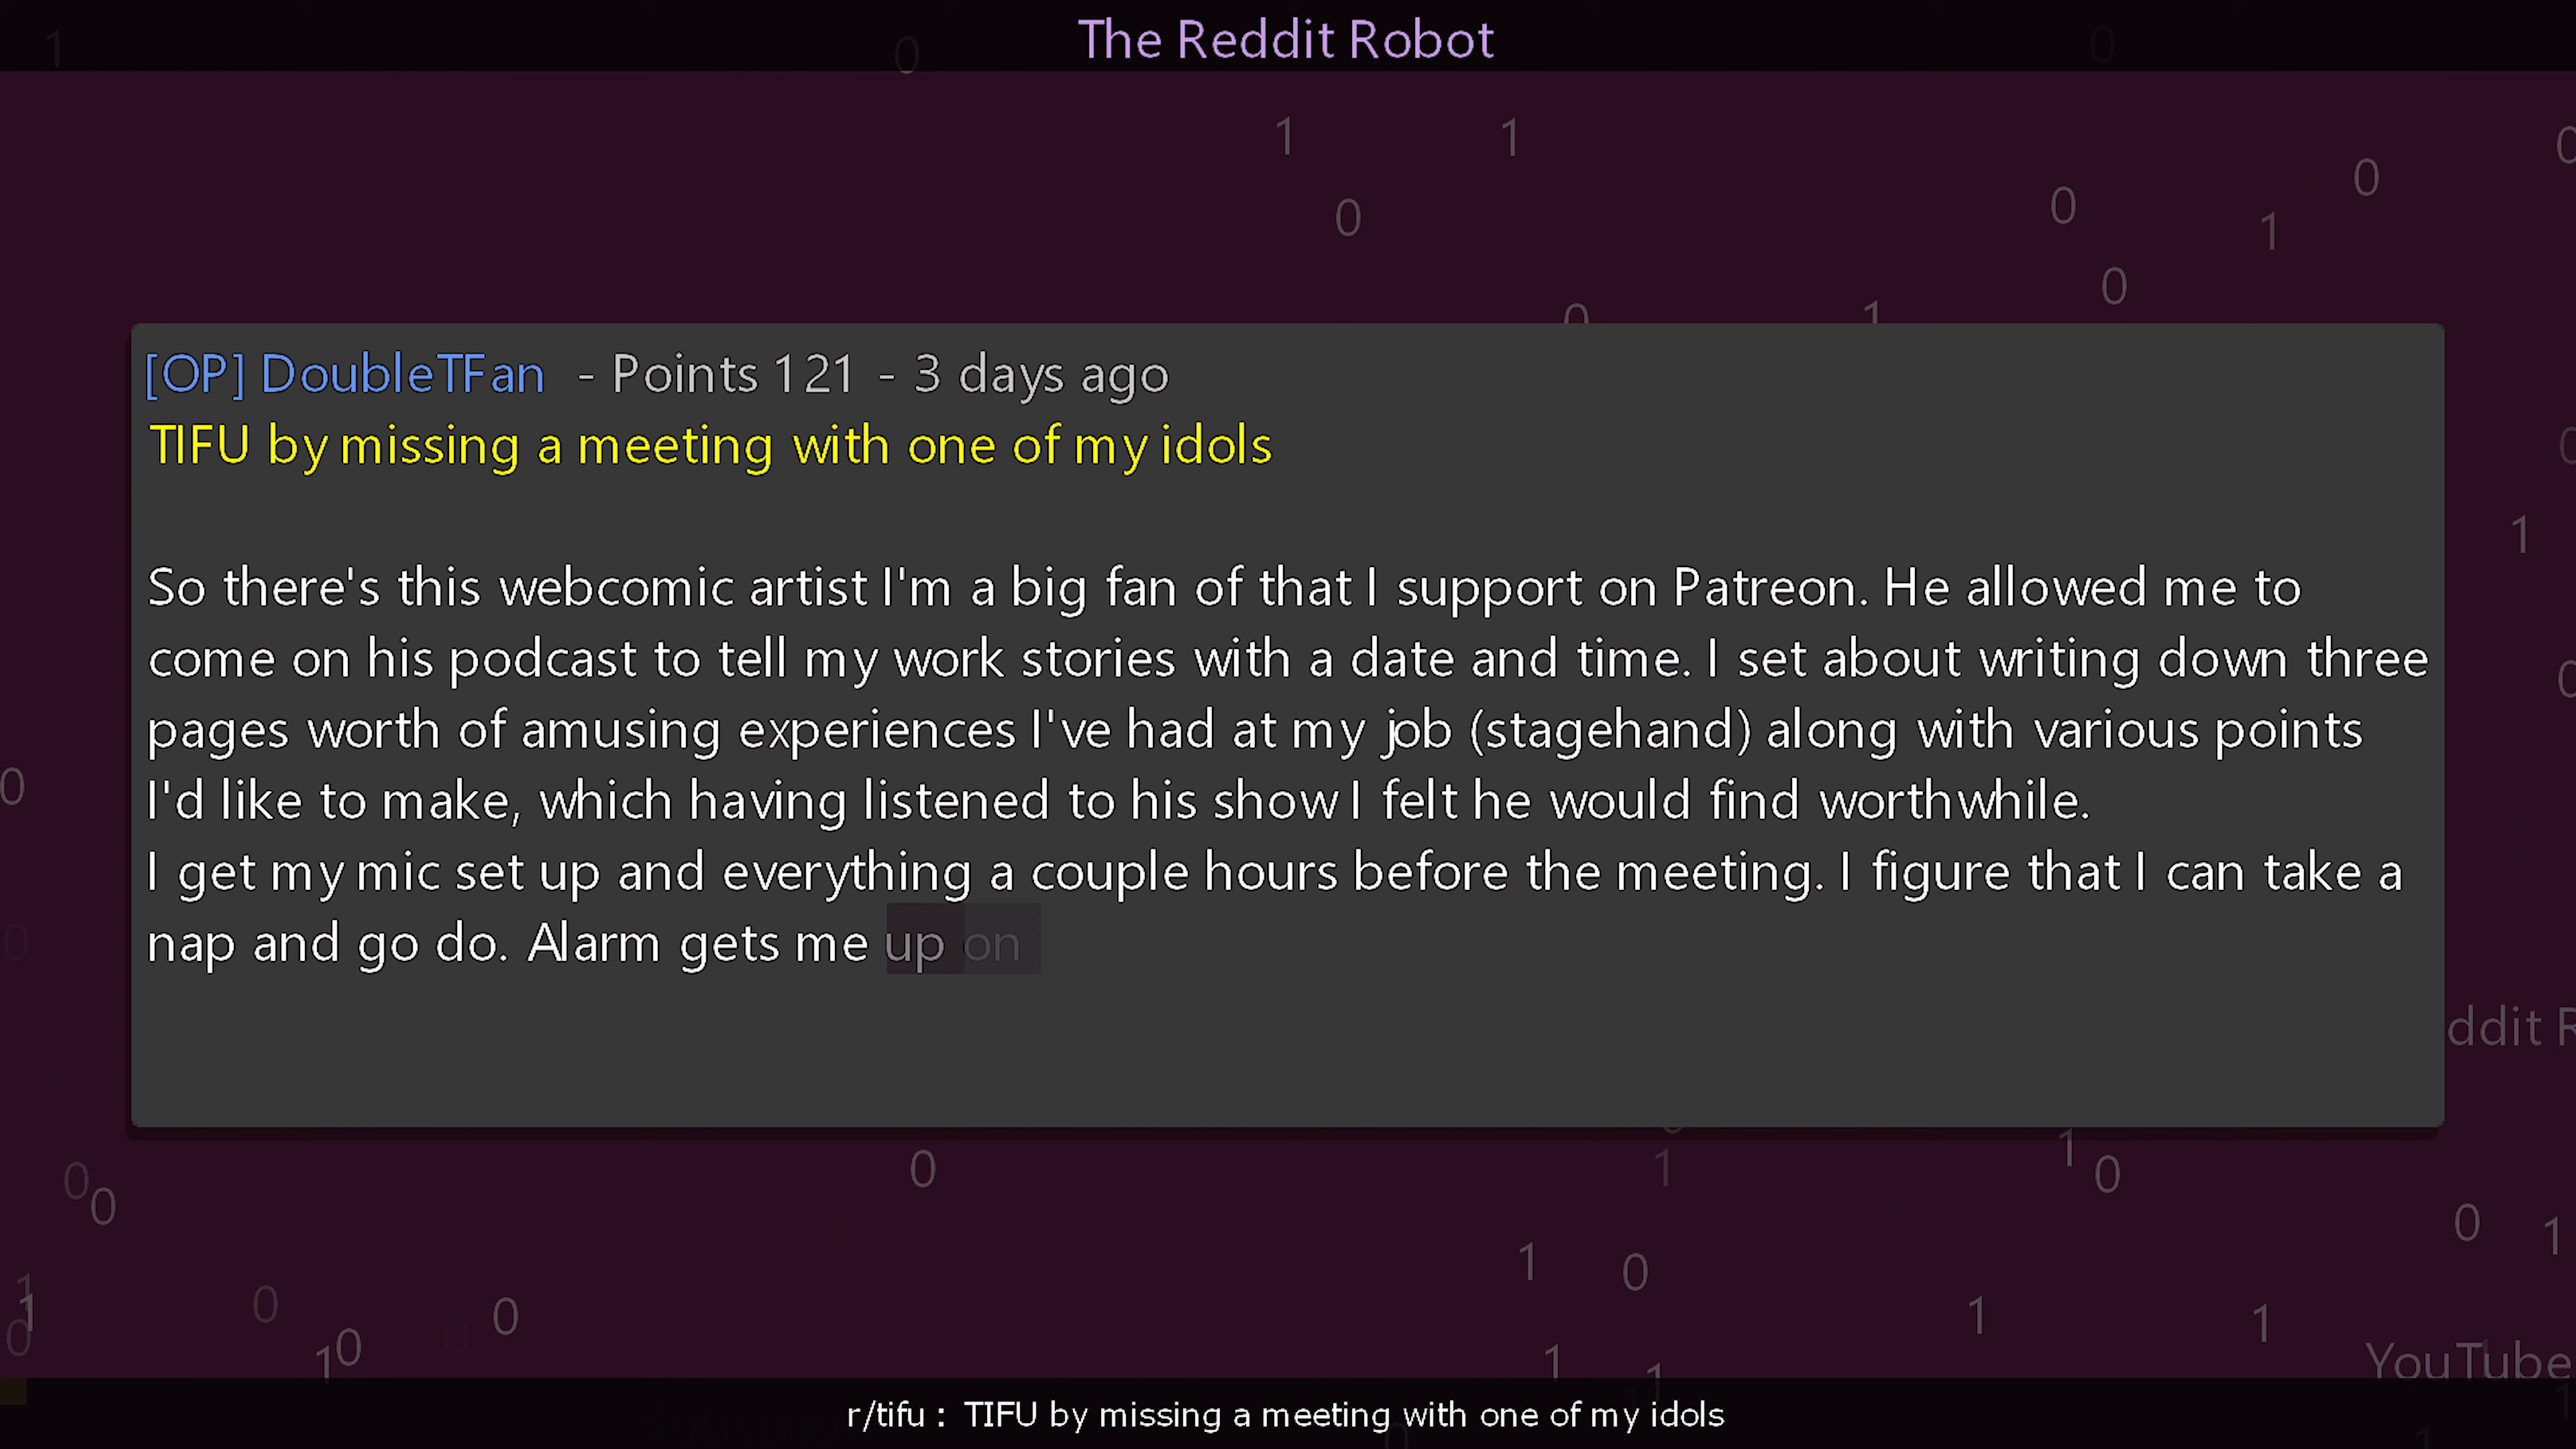 The Reddit Robot
[OP] DoubleTFan - Points 121 - 3 days ago
TIFU by missing a meeting with one of my idols
So there's this webcomic artist I'm a big fan of that I support on Patreon. He allowed me to
come on his podcast to tell my work stories with a date and time. I set about writing down three
pages worth of amusing experiences I've had at my job (stagehand) along with various points
I'd like to make, which having listened to his show I felt he would find worthwhile.
I get my mic set up and everything a couple hours before the meeting. I figure that I can take a
nap and go do. Alarm gets me up on
ddit R
YouTube
r/tifu : TIFU by missing a meeting with one of my idols